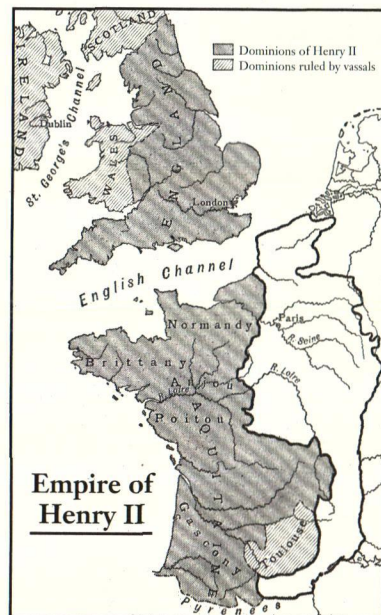 SCOTLAND
Dominions of Henry II
Dominions ruled by vassals
IRELAND
Dublin
St. George's Channel
WALES
ENGLAND
London
English Channel
Normandy
Paris
R. Seine
Brittany
Anjou
R. Loire
R. Loire
Poitou
AQUITAINE
Empire of
Henry II
Gascony
Toulouse
Pyrenees